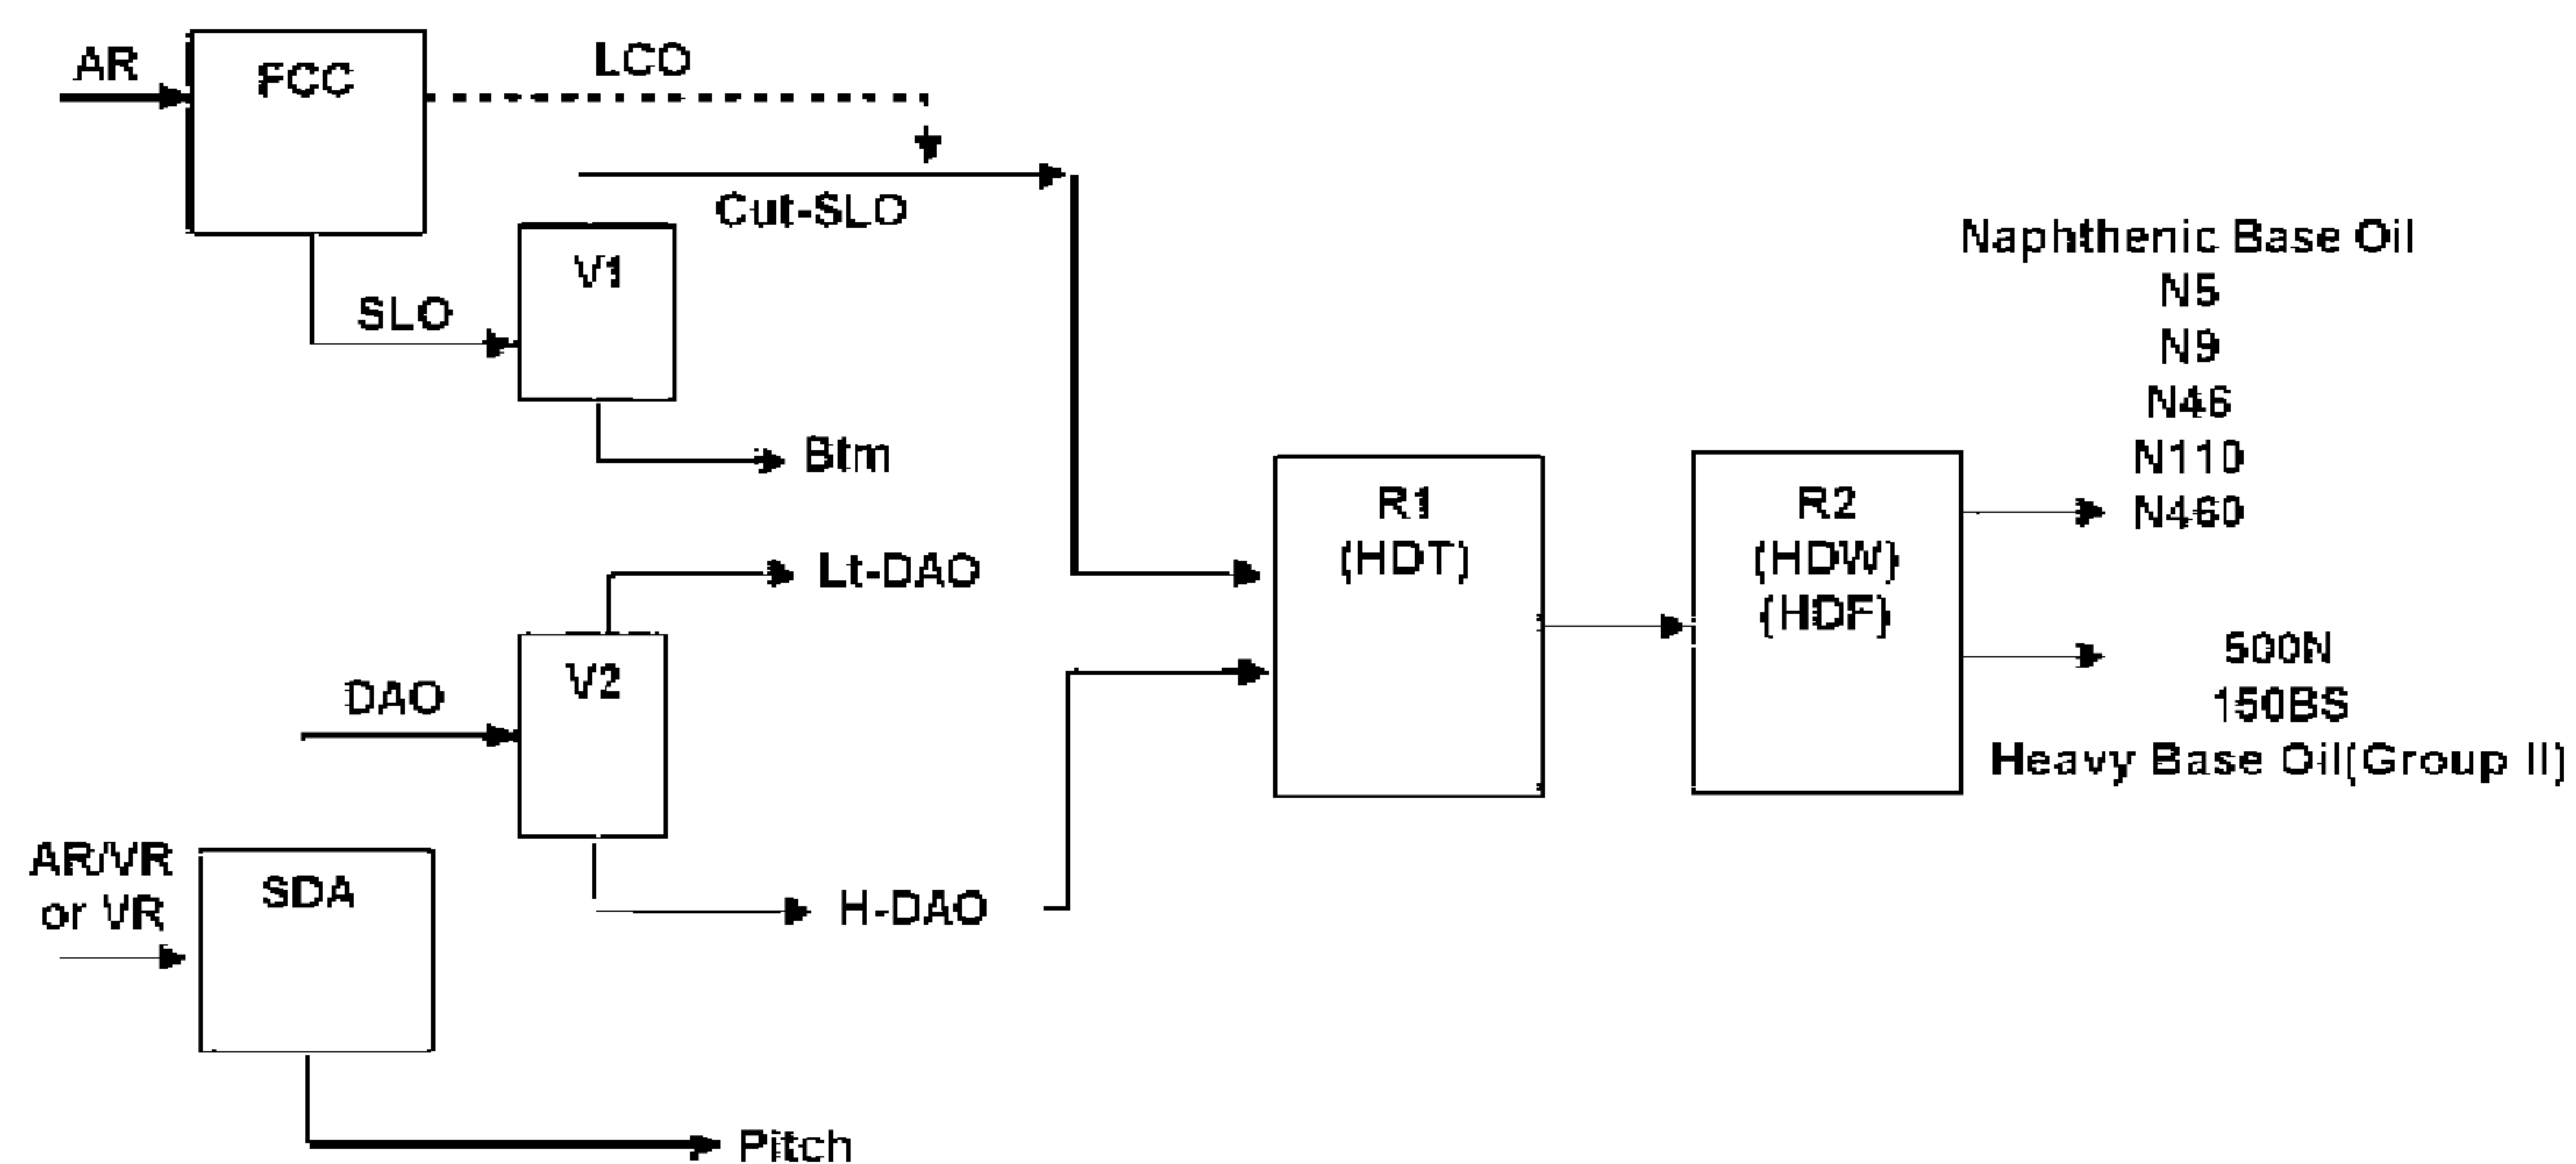 AR
FCC
LCO
Cut-SLO
V1
SLO
Btm
Naphthenic Base Oil
N5
N9
N46
N110
N460
R1
(HDT)
R2
(HDW)
(HDF)
Lt-DAO
V2
DAO
H-DAO
500N
150BS
Heavy Base Oil(Group II)
AR/VR
or VR
SDA
Pitch